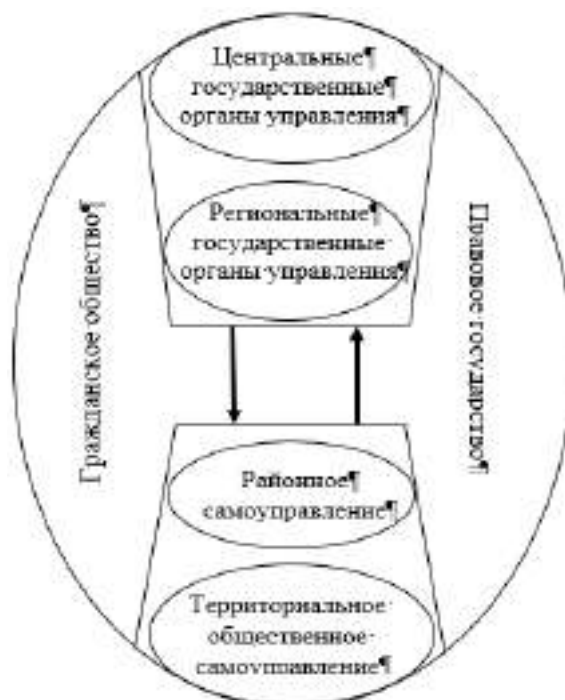 Центральные¶
государственные
органы·управления¶
Региональные¶
государственные·
органы·управления¶
Гражданское общество¶
Правовое государство¶
Районное¶
самоуправление¶
Территориальное·
общественное·
самоуправление¶